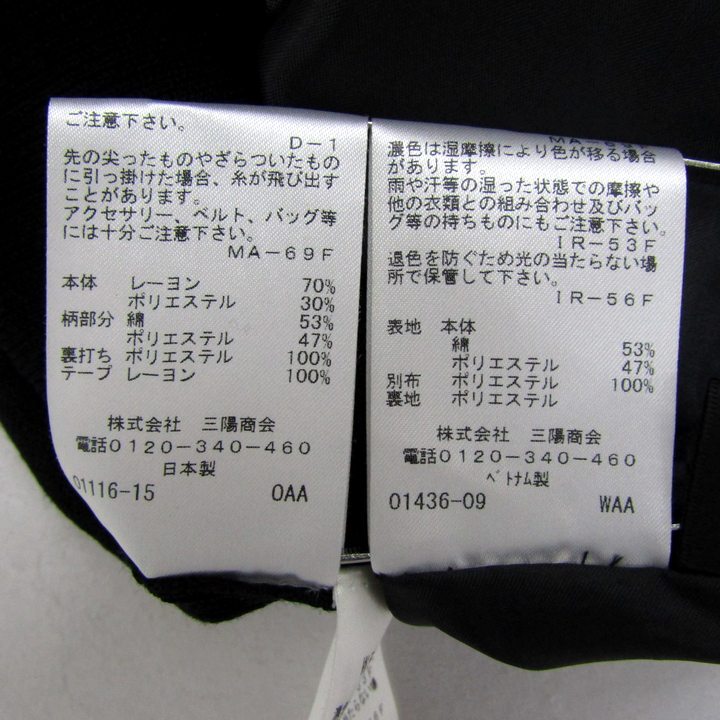 ご注意下さい。
D-1
先の尖ったものやざらついたもの
に引っ掛けた場合、糸が飛び出す
ことがあります。
アクセサリー、ベルト、バッグ等
には十分ご注意下さい。
MA-69F
本体 レーヨン 70%
ポリエステル 30%
柄部分 綿 53%
ポリエステル 47%
裏打ち ポリエステル 100%
テープ レーヨン 100%
株式会社 三陽商会
電話0120-340-460
日本製
01116-15 OAA
濃色は湿摩擦により色が移る場合
があります。
雨や汗等の湿った状態での摩擦や
他の衣類との組み合わせ及びバッ
グ等の持ちものにもご注意下さい。
IR-53F
退色を防ぐため光の当たらない場
所で保管して下さい。
IR-56F
表地 本体
綿 53%
ポリエステル 47%
別布 ポリエステル 100%
裏地 ポリエステル
株式会社 三陽商会
電話0120-340-460
ベトナム製
01436-09 WAA